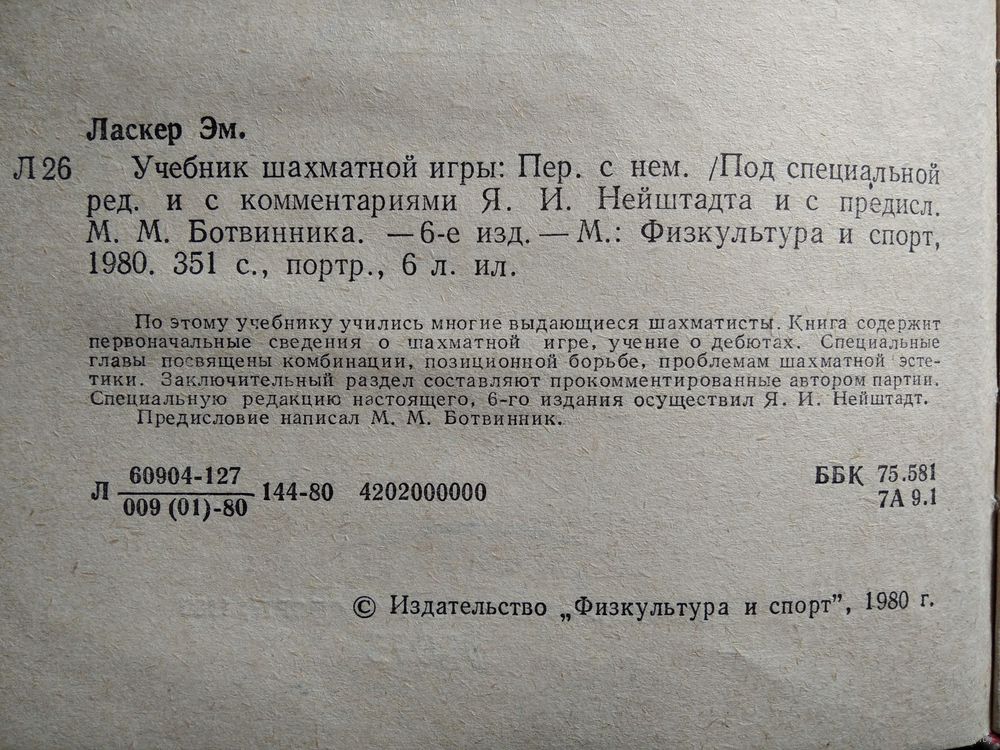 Ласкер Эм.
Л26 Учебник шахматной игры: Пер. с нем. /Под специальной
ред. и с комментариями Я. И. Нейштадта и с предисл.
М. М. Ботвинника. —6-е изд. — М.: Физкультура и спорт,
1980. 351 с., портр., 6 л. ил.
По этому учебнику учились многие выдающиеся шахматисты. Книга содержит
первоначальные сведения о шахматной игре, учение о дебютах. Специальные
главы посвящены комбинации, позиционной борьбе, проблемам шахматной эсте-
тики. Заключительный раздел составляют прокомментированные автором партии.
Специальную редакцию настоящего, 6-го издания осуществил Я. И. Нейштадт.
Предисловие написал М. М. Ботвинник.
60904-127
Л 144-80 4202000000
009 (01)-80
ББК 75.581
7А 9.1
© Издательство „Физкультура и спорт”, 1980 г.